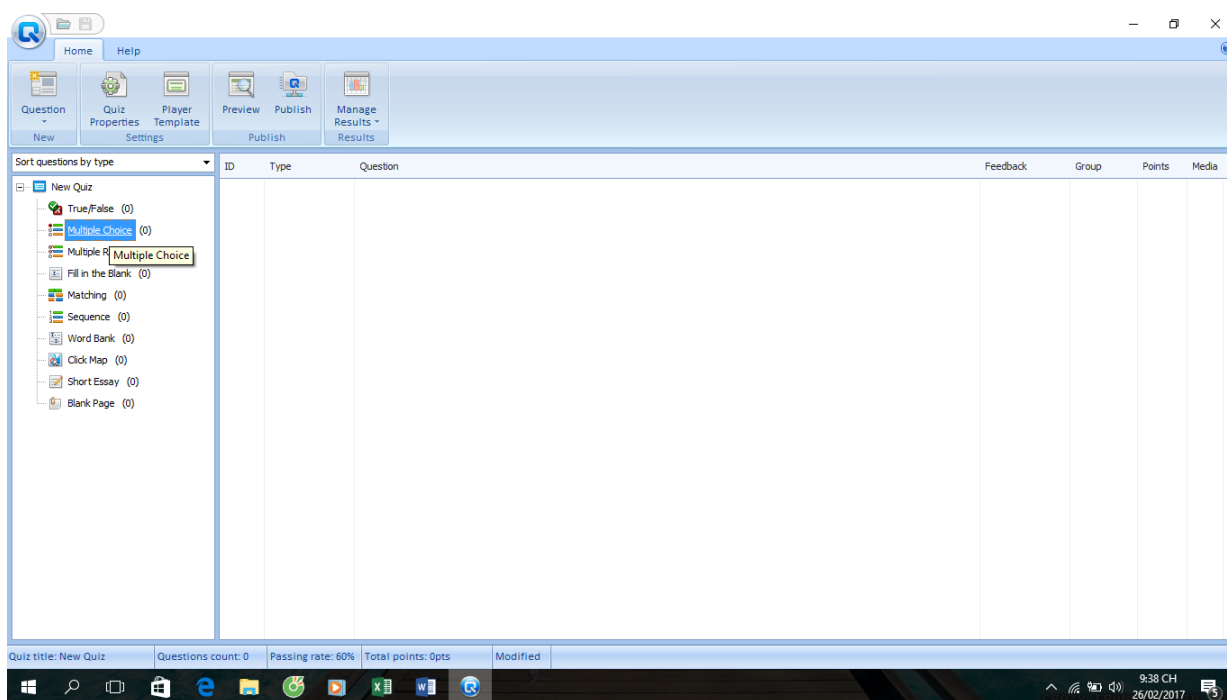 Home Help
Question Quiz Properties Player Template Preview Publish Manage Results
New Settings Publish Results
Sort questions by type
ID Type Question Feedback Group Points Media
New Quiz
True/False (0)
Multiple Choice (0)
Multiple R
Multiple Choice
Fill in the Blank (0)
Matching (0)
Sequence (0)
Word Bank (0)
Click Map (0)
Short Essay (0)
Blank Page (0)
Quiz title: New Quiz Questions count: 0 Passing rate: 60% Total points: 0pts Modified
9:38 CH
26/02/2017
5